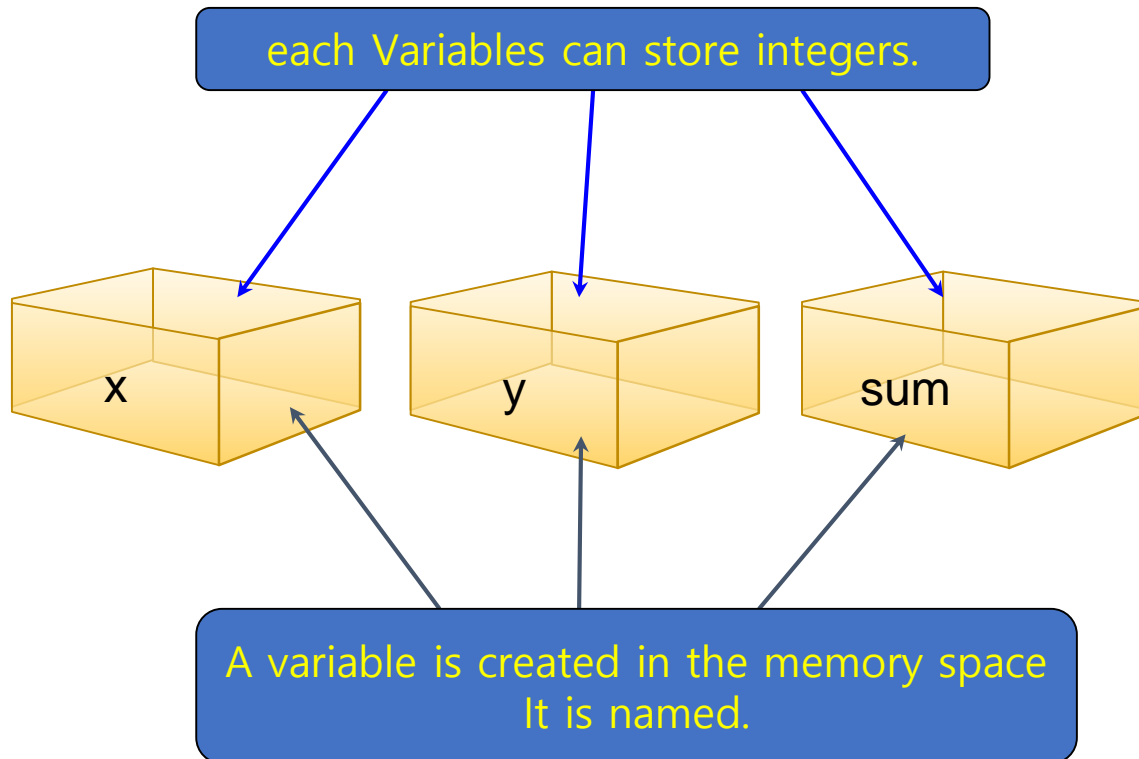 each Variables can store integers.
x
y
sum
A variable is created in the memory space
It is named.